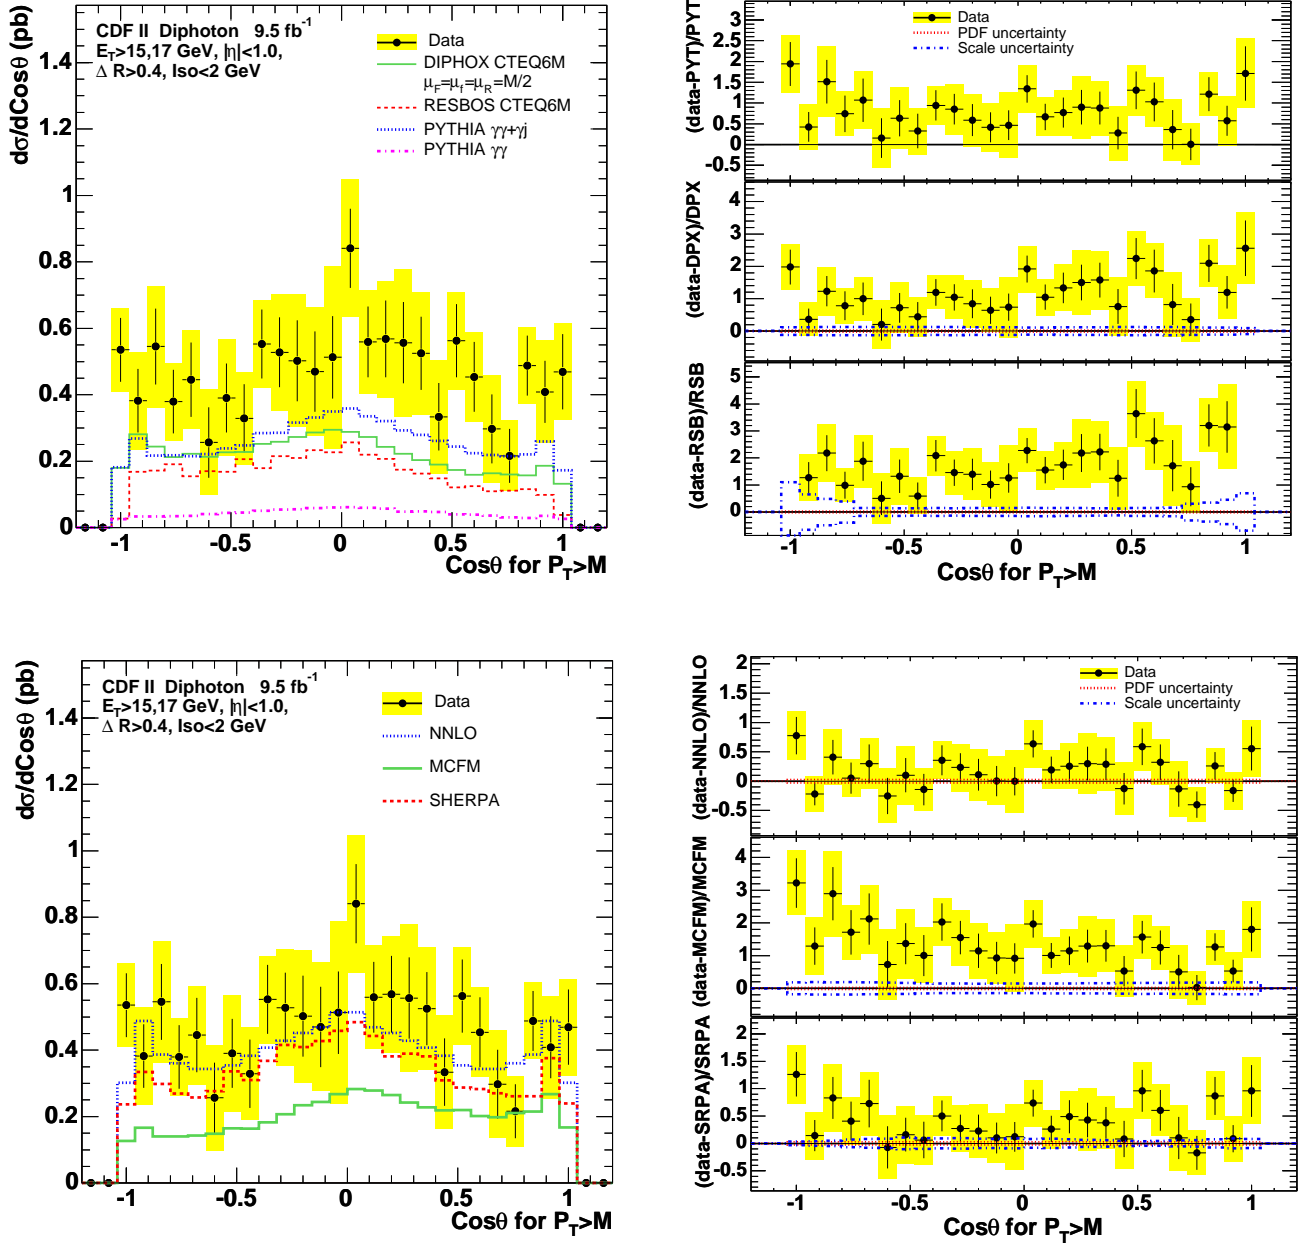 CDF II Diphoton 9.5 fb⁻¹
E_T>15,17 GeV, |η|<1.0,
Δ R>0.4, Iso<2 GeV
Data
DIPHOX CTEQ6M
μ_F=μ_f=μ_R=M/2
RESBOS CTEQ6M
PYTHIA γγ+γj
PYTHIA γγ
dσ/dCosθ (pb)
1.4
1.2
1
0.8
0.6
0.4
0.2
0
-1 -0.5 0 0.5 1
Cosθ for P_T>M
Data
PDF uncertainty
Scale uncertainty
(data-PYT)/PYT
3
2.5
2
1.5
1
0.5
0
-0.5
(data-DPX)/DPX
4
3
2
1
0
(data-RSB)/RSB
5
4
3
2
1
0
-1 -0.5 0 0.5 1
Cosθ for P_T>M
CDF II Diphoton 9.5 fb⁻¹
E_T>15,17 GeV, |η|<1.0,
Δ R>0.4, Iso<2 GeV
Data
NNLO
MCFM
SHERPA
dσ/dCosθ (pb)
1.4
1.2
1
0.8
0.6
0.4
0.2
0
-1 -0.5 0 0.5 1
Cosθ for P_T>M
Data
PDF uncertainty
Scale uncertainty
(data-NNLO)/NNLO
2
1.5
1
0.5
0
-0.5
(data-MCFM)/MCFM
4
3
2
1
0
(data-SRPA)/SRPA
2
1.5
1
0.5
0
-0.5
-1 -0.5 0 0.5 1
Cosθ for P_T>M